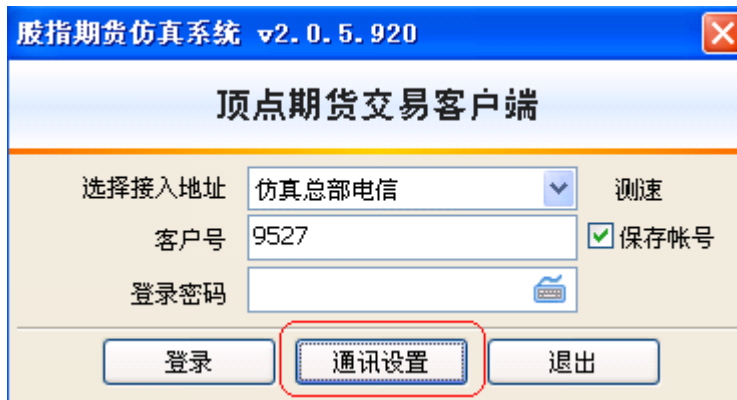 股指期货仿真系统 v2.0.5.920
顶点期货交易客户端
选择接入地址 仿真总部电信 测速
客户号 9527 保存帐号
登录密码
登录 通讯设置 退出